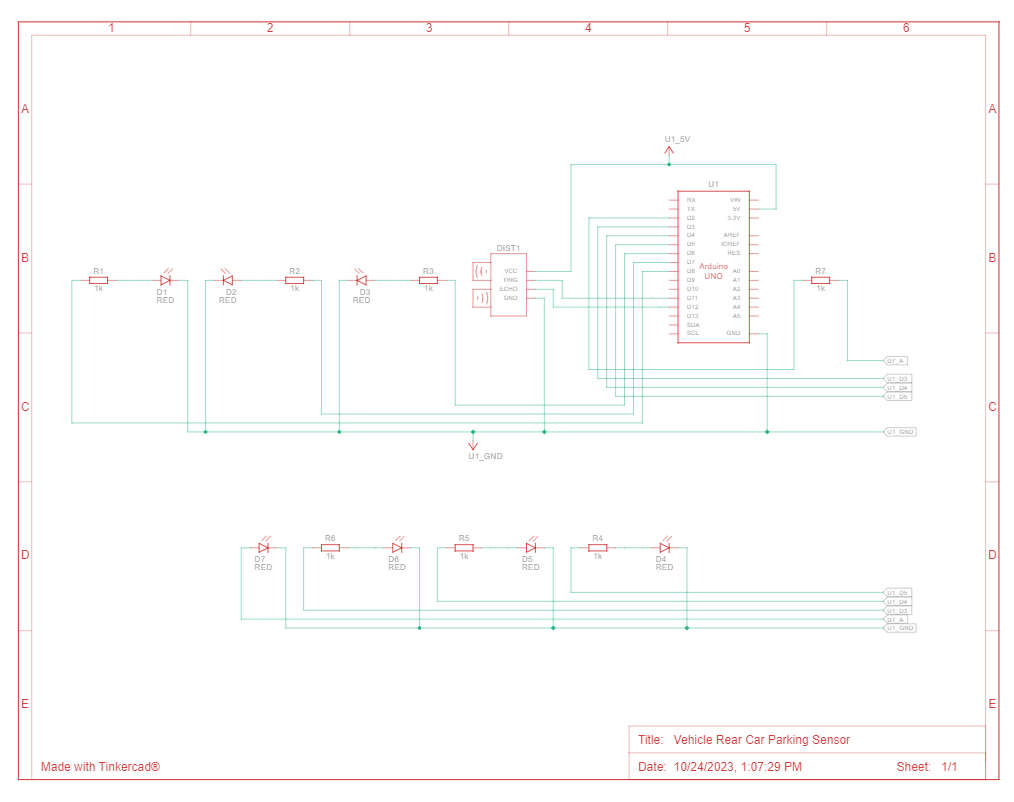 1 2 3 4 5 6
A A
U1_5V
U1
RX VIN
TX 5V
D2 3.3V
D3
D4 AREF
D5 IOREF
D6 RES
D7
D8 A0
D9 A1
D10 A2
D11 A3
D12 A4
D13 A5
SDA
SCL GND
Arduino
UNO
B B
DIST1
VCC
TRIG
ECHO
GND
R1
1k
D1
RED
D2
RED
R2
1k
D3
RED
R3
1k
R7
1k
D7_A
U1_D3
U1_D4
U1_D5
U1_GND
C C
U1_GND
D D
D7
RED
R6
1k
D6
RED
R5
1k
D5
RED
R4
1k
D4
RED
U1_D5
U1_D4
U1_D3
D7_A
U1_GND
E E
Title: Vehicle Rear Car Parking Sensor
Made with Tinkercad®
Date: 10/24/2023, 1:07:29 PM Sheet: 1/1